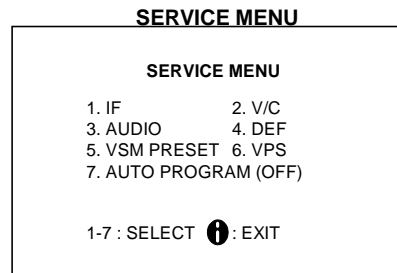 SERVICE MENU
SERVICE MENU
1. IF 2. V/C
3. AUDIO 4. DEF
5. VSM PRESET 6. VPS
7. AUTO PROGRAM (OFF)
1-7 : SELECT i : EXIT